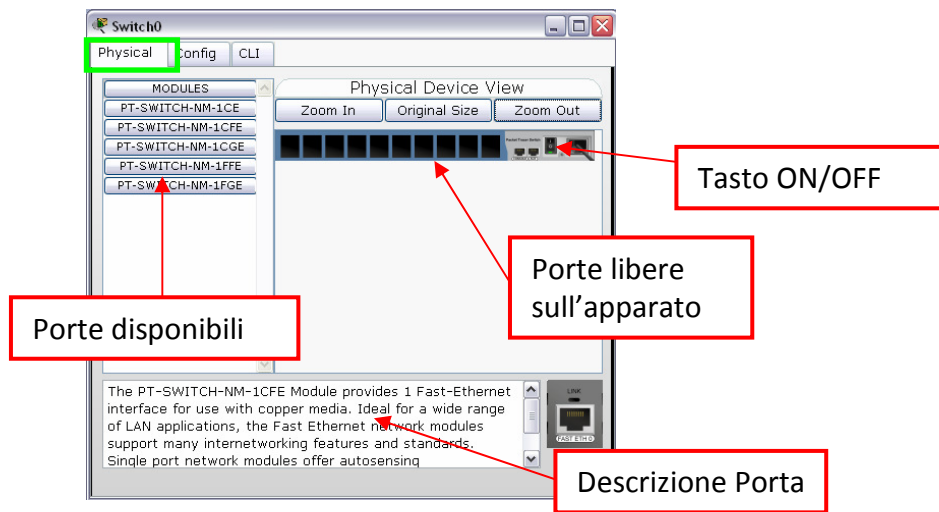 Switch0
Physical Config CLI
MODULES
PT-SWITCH-NM-1CE
PT-SWITCH-NM-1CFE
PT-SWITCH-NM-1CGE
PT-SWITCH-NM-1FFE
PT-SWITCH-NM-1FGE
Physical Device View
Zoom In Original Size Zoom Out
Tasto ON/OFF
Porte libere
sull’apparato
Porte disponibili
The PT-SWITCH-NM-1CFE Module provides 1 Fast-Ethernet
interface for use with copper media. Ideal for a wide range
of LAN applications, the Fast Ethernet network modules
support many internetworking features and standards.
Single port network modules offer autosensing
LINK
FAST ETH 0
Descrizione Porta